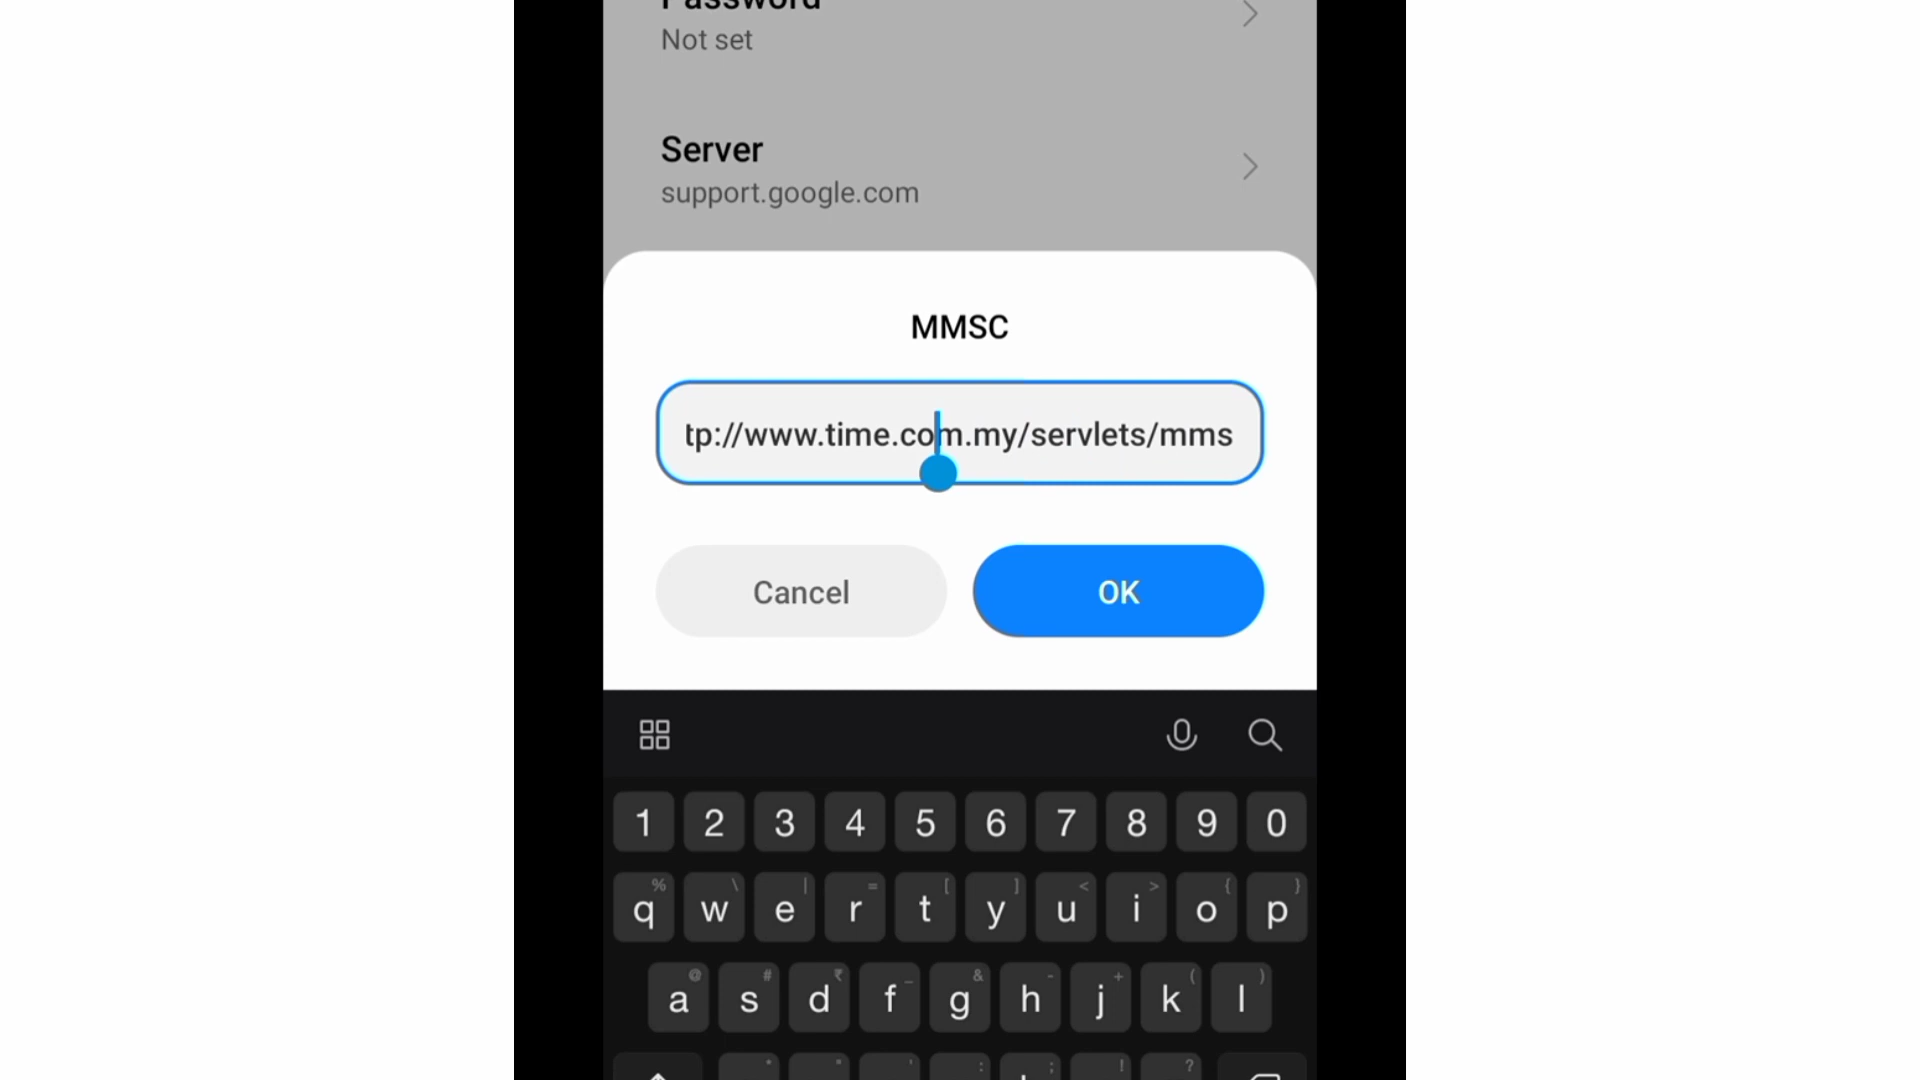 Password
Not set
Server
support.google.com
MMSC
tp://www.time.com.my/servlets/mms
Cancel
OK
1 2 3 4 5 6 7 8 9 0
% \ | = [ ] < > { }
q w e r t y u i o p
@ # ₹ _ & - + ( )
a s d f g h j k l
* " ' : ; ! ?